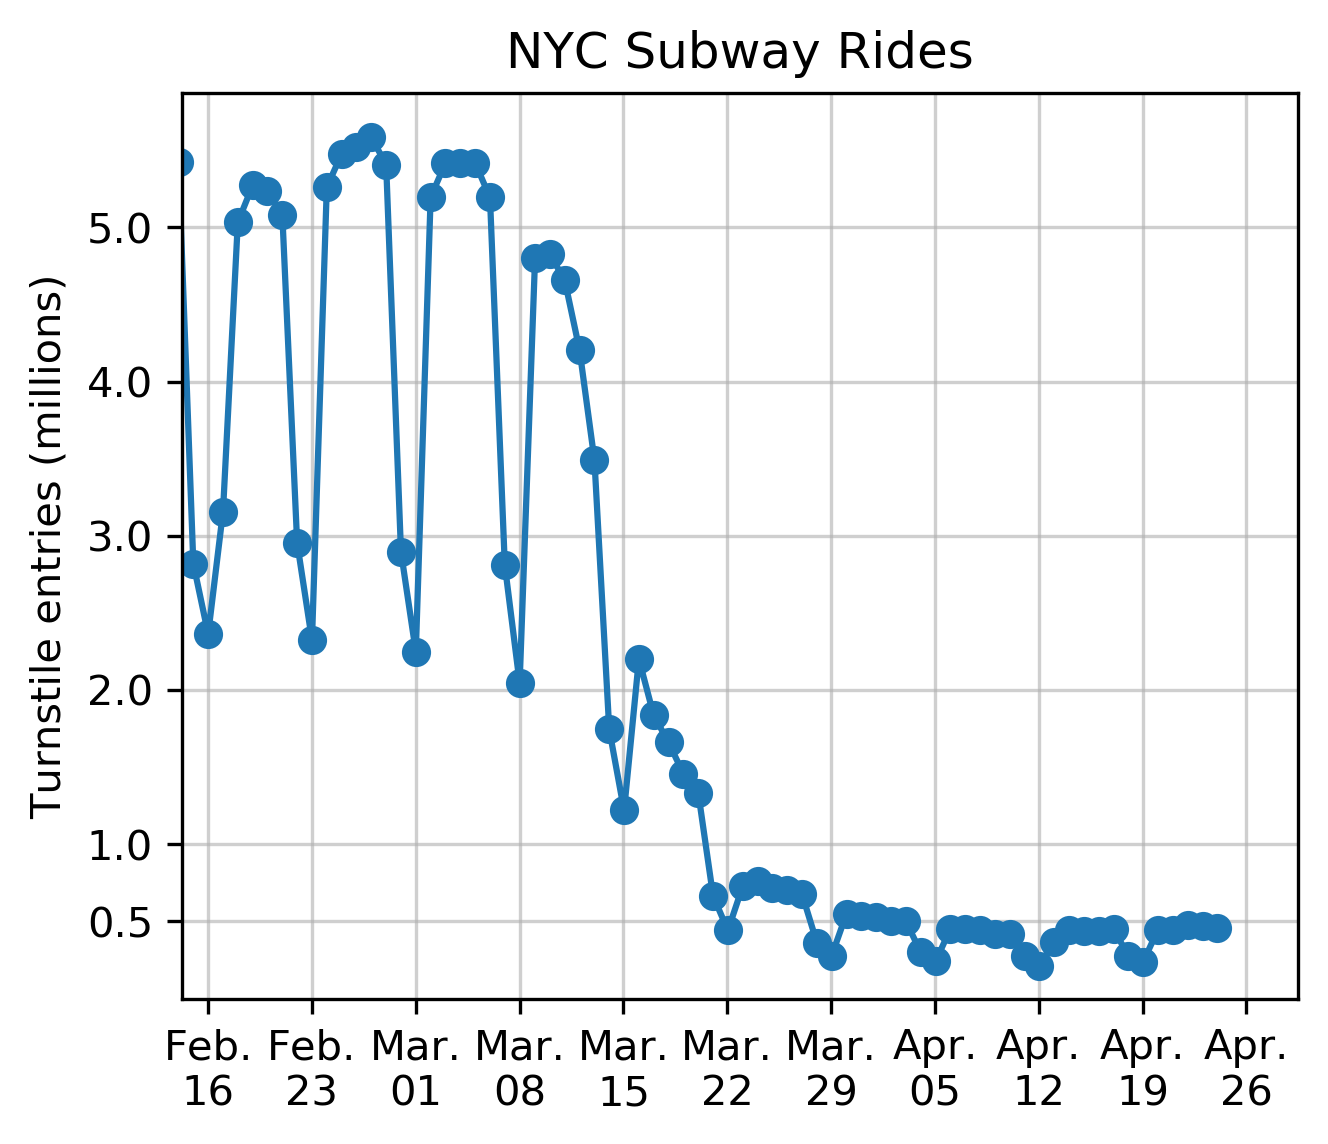 NYC Subway Rides
Turnstile entries (millions)
5.0
4.0
3.0
2.0
1.0
0.5
Feb. Feb. Mar. Mar. Mar. Mar. Mar. Apr. Apr. Apr. Apr.
16 23 01 08 15 22 29 05 12 19 26